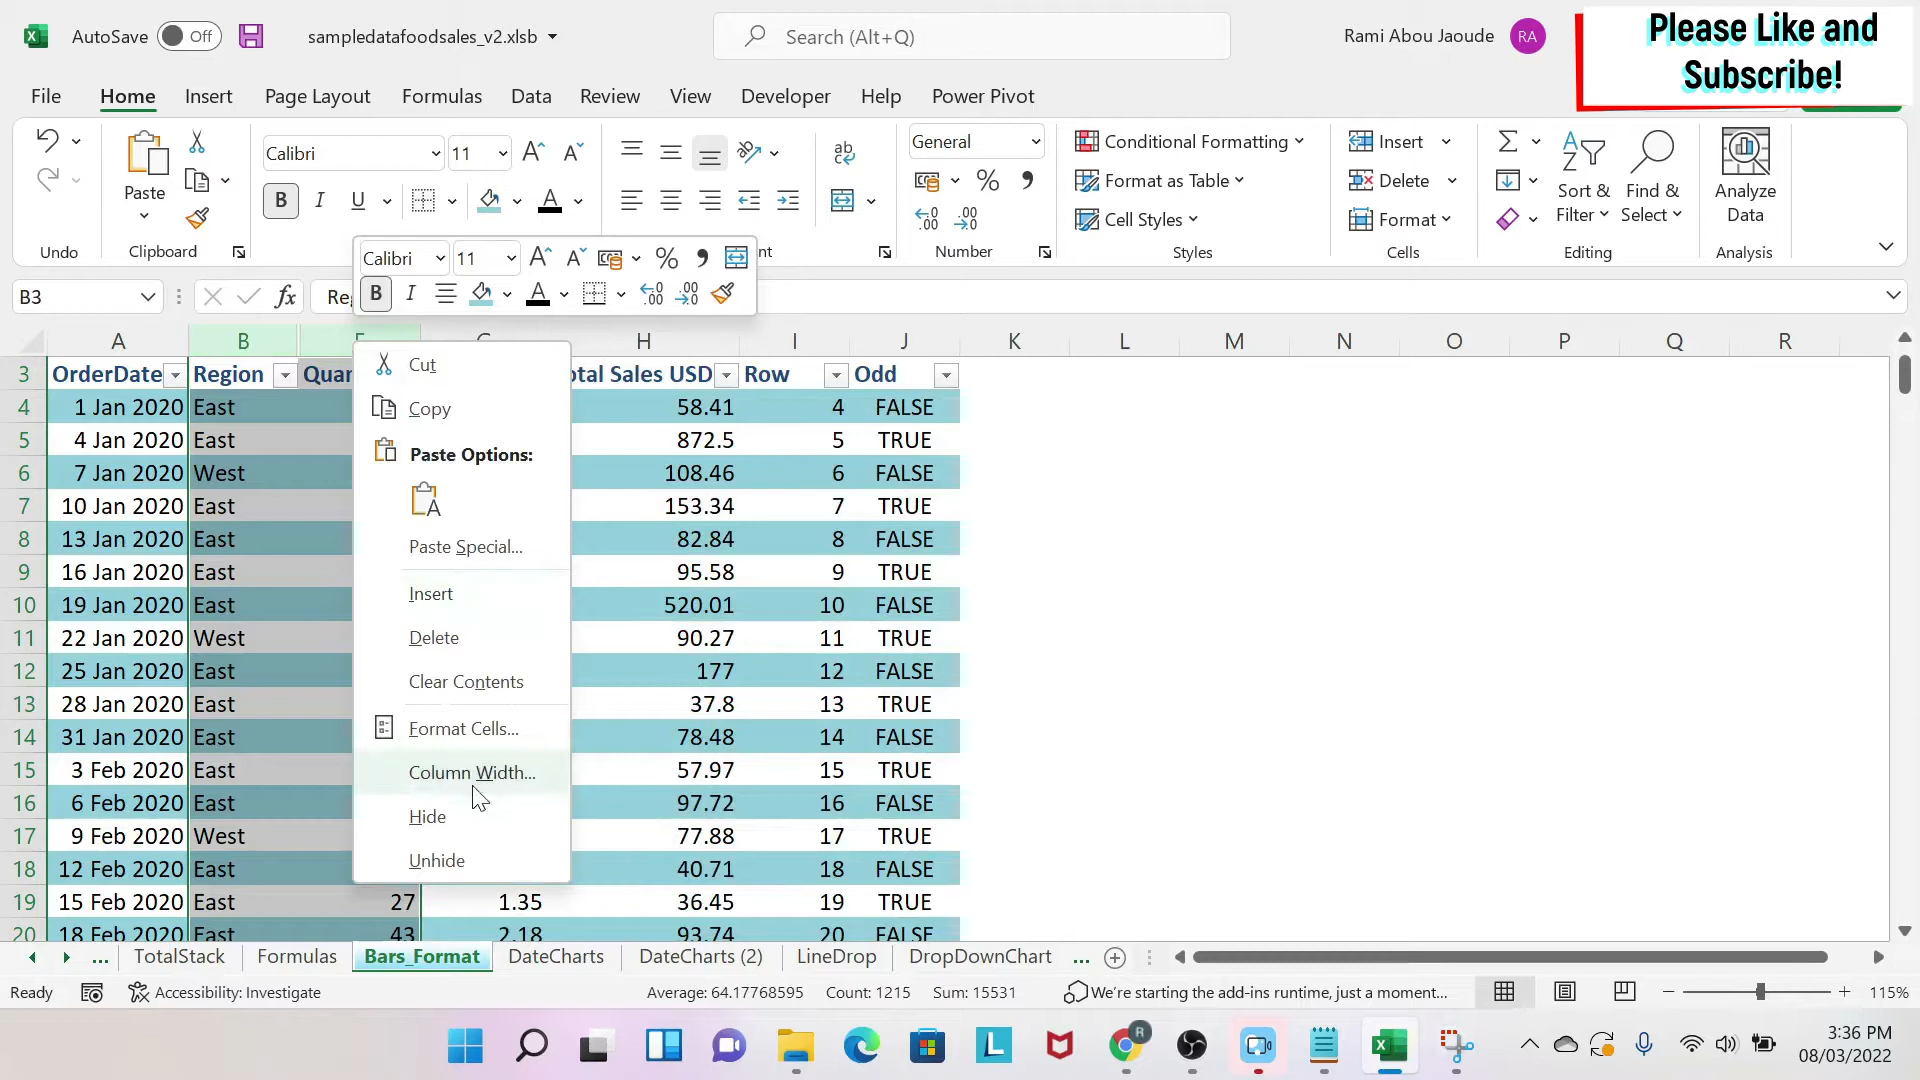 AutoSave Off sampledatafoodsales_v2.xlsb Search (Alt+Q) Rami Abou Jaoude RA
Please Like and
Subscribe!
File Home Insert Page Layout Formulas Data Review View Developer Help Power Pivot
Calibri 11 General Conditional Formatting Insert
Paste Format as Table Delete Sort & Find & Analyze
B I U Cell Styles Format Filter Select Data
Undo Clipboard Number Styles Cells Editing Analysis
Calibri 11
B I A
B3 fx
A B H I J K L M N O P Q R
3 OrderDate Region Row Odd
4 1 Jan 2020 East 58.41 4 FALSE
5 4 Jan 2020 East 872.5 5 TRUE
6 7 Jan 2020 West 108.46 6 FALSE
7 10 Jan 2020 East 153.34 7 TRUE
8 13 Jan 2020 East 82.84 8 FALSE
9 16 Jan 2020 East 95.58 9 TRUE
10 19 Jan 2020 East 520.01 10 FALSE
11 22 Jan 2020 West 90.27 11 TRUE
12 25 Jan 2020 East 177 12 FALSE
13 28 Jan 2020 East 37.8 13 TRUE
14 31 Jan 2020 East 78.48 14 FALSE
15 3 Feb 2020 East 57.97 15 TRUE
16 6 Feb 2020 East 97.72 16 FALSE
17 9 Feb 2020 West 77.88 17 TRUE
18 12 Feb 2020 East 40.71 18 FALSE
19 15 Feb 2020 East 27 1.35 36.45 19 TRUE
20 18 Feb 2020 East 43 2.18 93.74 20 FALSE
Cut
Copy
Paste Options:
Paste Special...
Insert
Delete
Clear Contents
Format Cells...
Column Width...
Hide
Unhide
... TotalStack Formulas Bars_Format DateCharts DateCharts (2) LineDrop DropDownChart ...
Ready Accessibility: Investigate Average: 64.17768595 Count: 1215 Sum: 15531 We're starting the add-ins runtime, just a moment... 115%
3:36 PM
08/03/2022